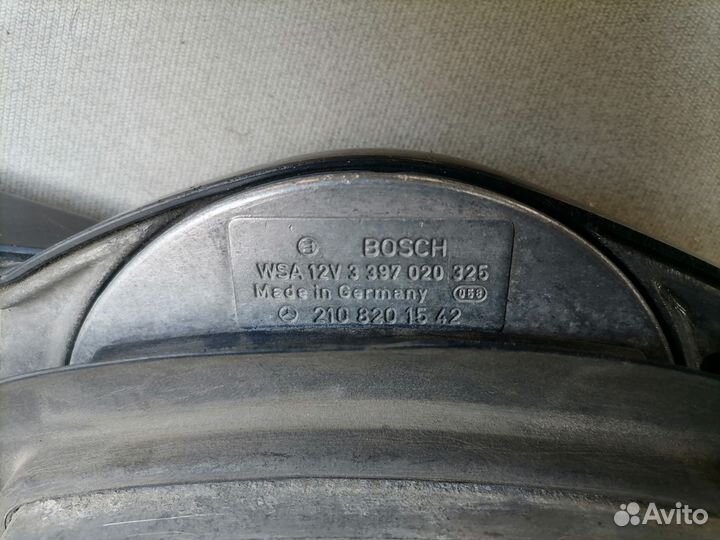 BOSCH
WSA 12V 3 397 020 325
Made in Germany 058
210 820 15 42
Avito